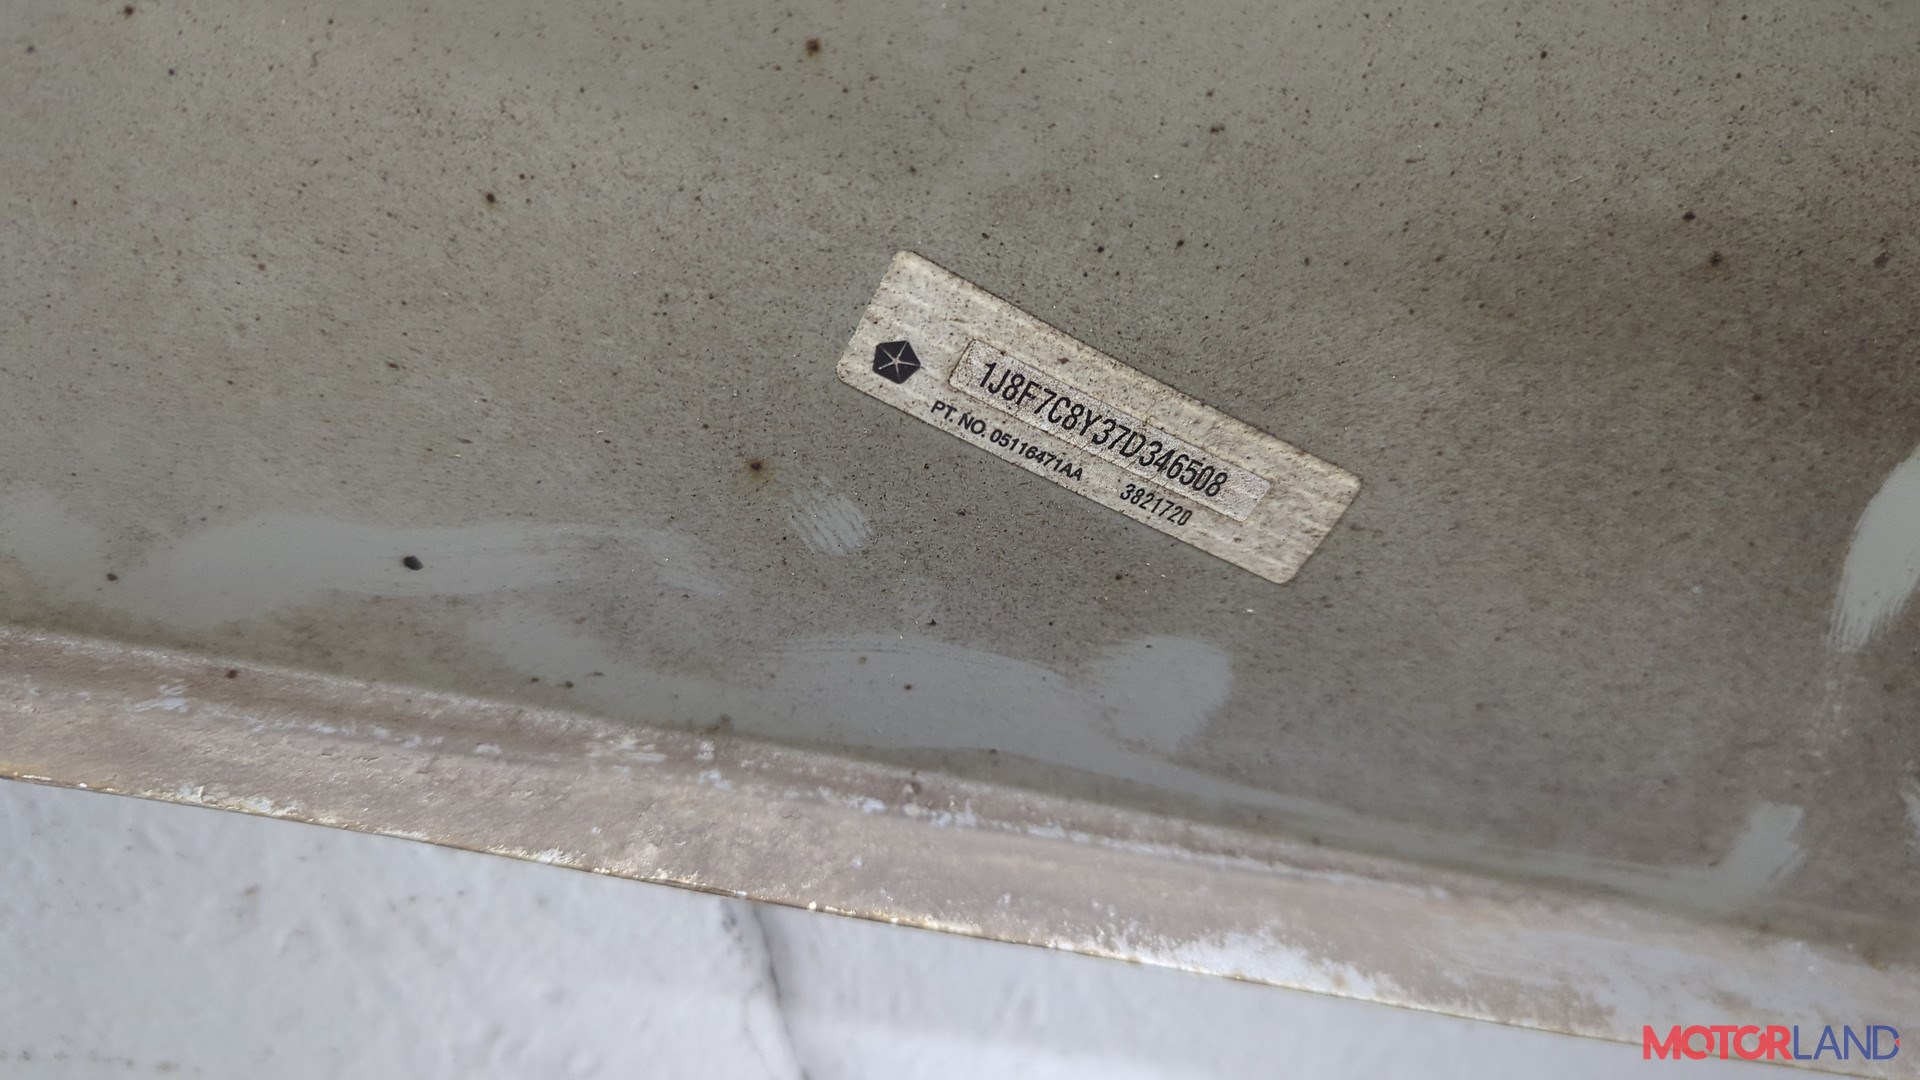 1J8F7C8Y37D346508
PT. NO. 05116471AA 3821720
MOTORLAND